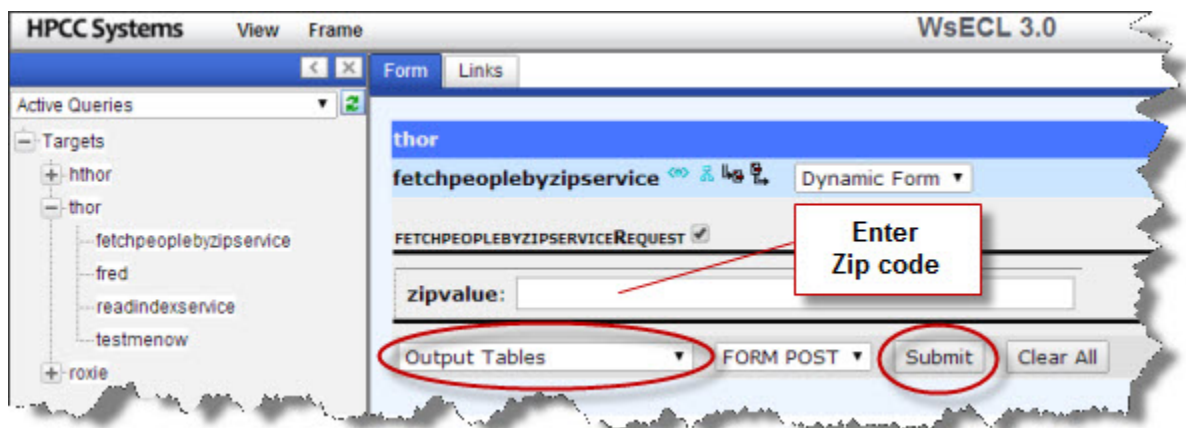 HPCC Systems View Frame WsECL 3.0
Form Links
Active Queries
Targets
hthor
thor
fetchpeoplebyzipservice
fred
readindexservice
testmenow
roxie
thor
fetchpeoplebyzipservice Dynamic Form
FETCHPEOPLEBYZIPSERVICEREQUEST
Enter
Zip code
zipvalue:
Output Tables FORM POST Submit Clear All